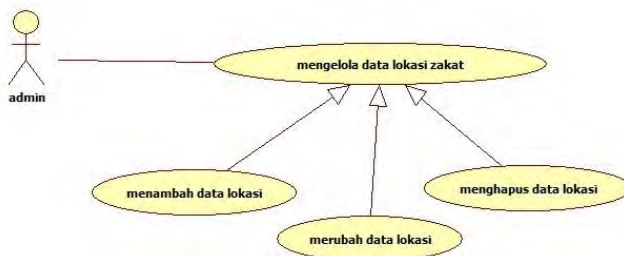 mengelola data lokasi zakat
admin
menambah data lokasi
menghapus data lokasi
merubah data lokasi